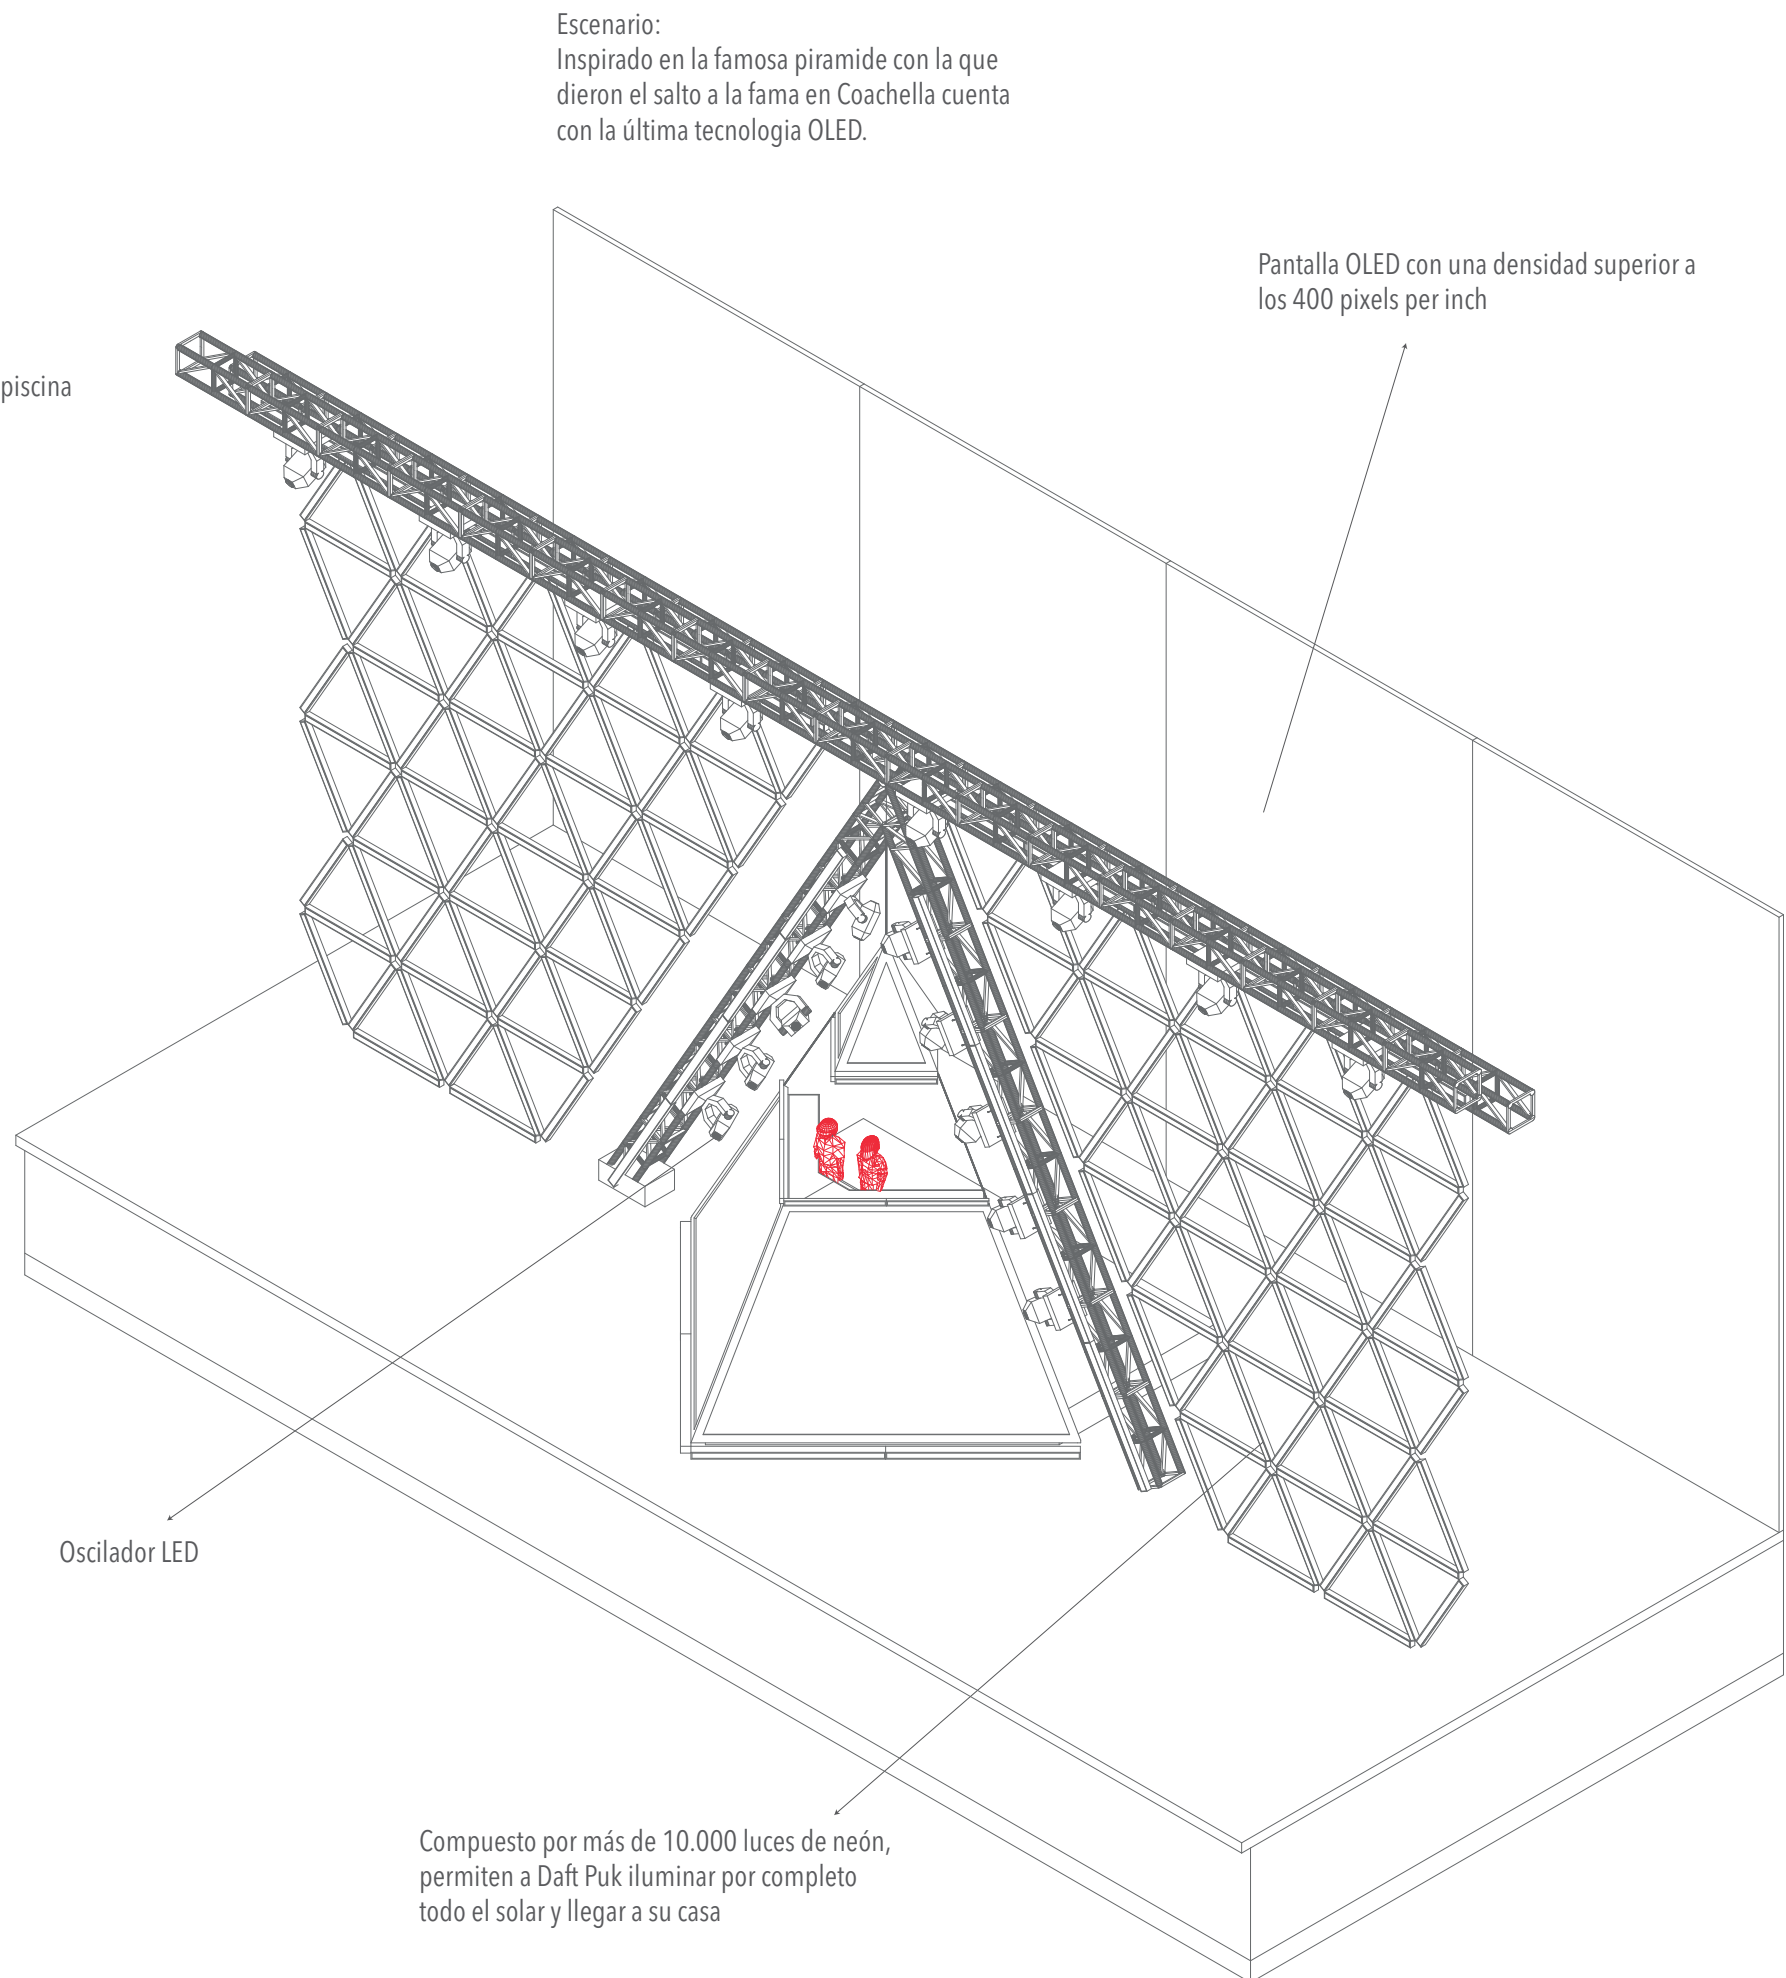 Escenario:
Inspirado en la famosa piramide con la que
dieron el salto a la fama en Coachella cuenta
con la última tecnologia OLED.
Pantalla OLED con una densidad superior a
los 400 pixels per inch
piscina
Oscilador LED
Compuesto por más de 10.000 luces de neón,
permiten a Daft Puk iluminar por completo
todo el solar y llegar a su casa